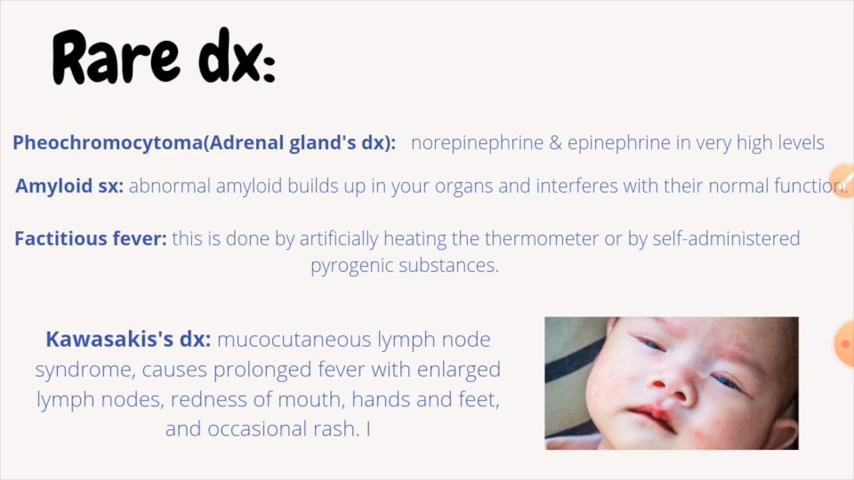 Rare dx:
Pheochromocytoma(Adrenal gland's dx): norepinephrine & epinephrine in very high levels
Amyloid sx: abnormal amyloid builds up in your organs and interferes with their normal function.
Factitious fever: this is done by artificially heating the thermometer or by self-administered
pyrogenic substances.
Kawasakis's dx: mucocutaneous lymph node
syndrome, causes prolonged fever with enlarged
lymph nodes, redness of mouth, hands and feet,
and occasional rash. I